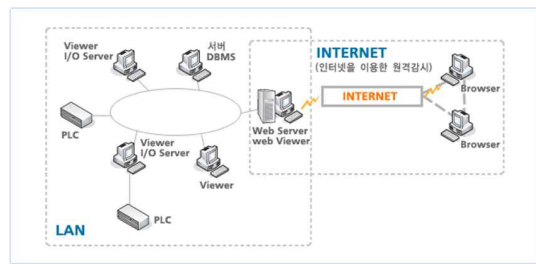 Viewer
I/O Server
서버
DBMS
INTERNET
(인터넷을 이용한 원격감시)
INTERNET
Browser
PLC
Viewer
I/O Server
Web Server
web Viewer
Browser
Viewer
PLC
LAN